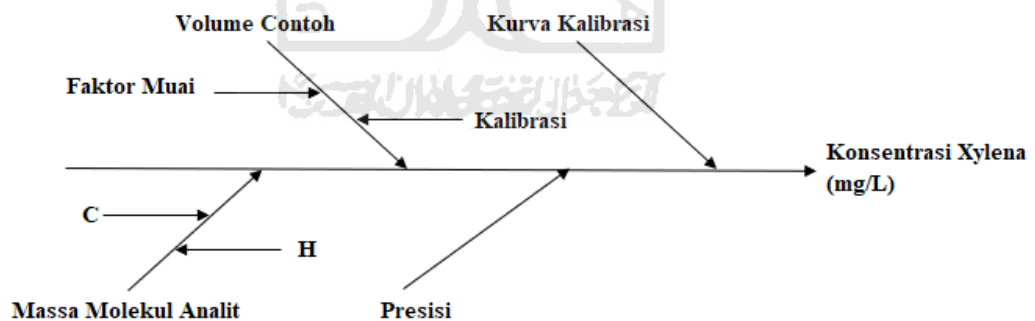 Volume Contoh
Kurva Kalibrasi
Faktor Muai
Kalibrasi
Konsentrasi Xylena
(mg/L)
C
H
Massa Molekul Analit
Presisi